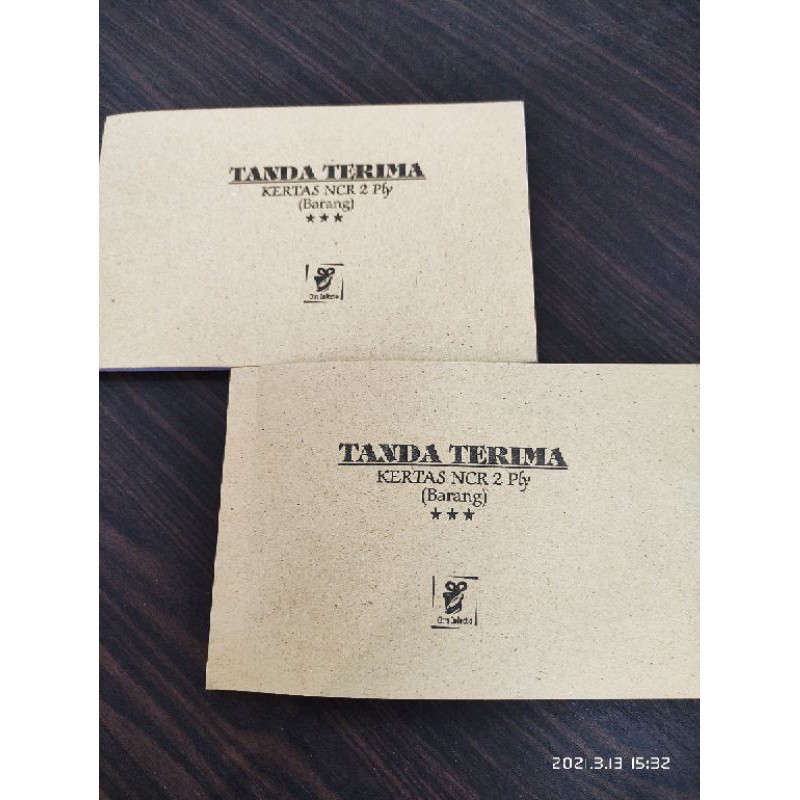 TANDA TERIMA
KERTAS NCR 2 Ply
(Barang)
★★★
TANDA TERIMA
KERTAS NCR 2 Ply
(Barang)
★★★
2021.3.13 15:32